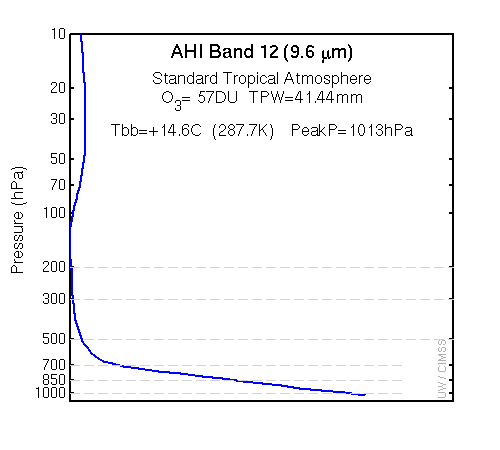 AHI Band 12 (9.6 μm)
Standard Tropical Atmosphere
O3= 57DU TPW=41.44mm
Tbb=+14.6C (287.7K) PeakP=1013hPa
Pressure (hPa)
10
20
30
50
70
100
200
300
500
700
850
1000
UW / CIMSS